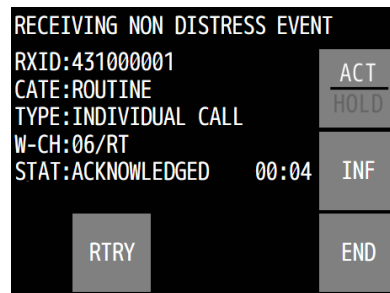 RECEIVING NON DISTRESS EVENT
RXID:431000001
CATE:ROUTINE
TYPE:INDIVIDUAL CALL
W-CH:06/RT
STAT:ACKNOWLEDGED 00:04
ACT
HOLD
INF
RTRY
END